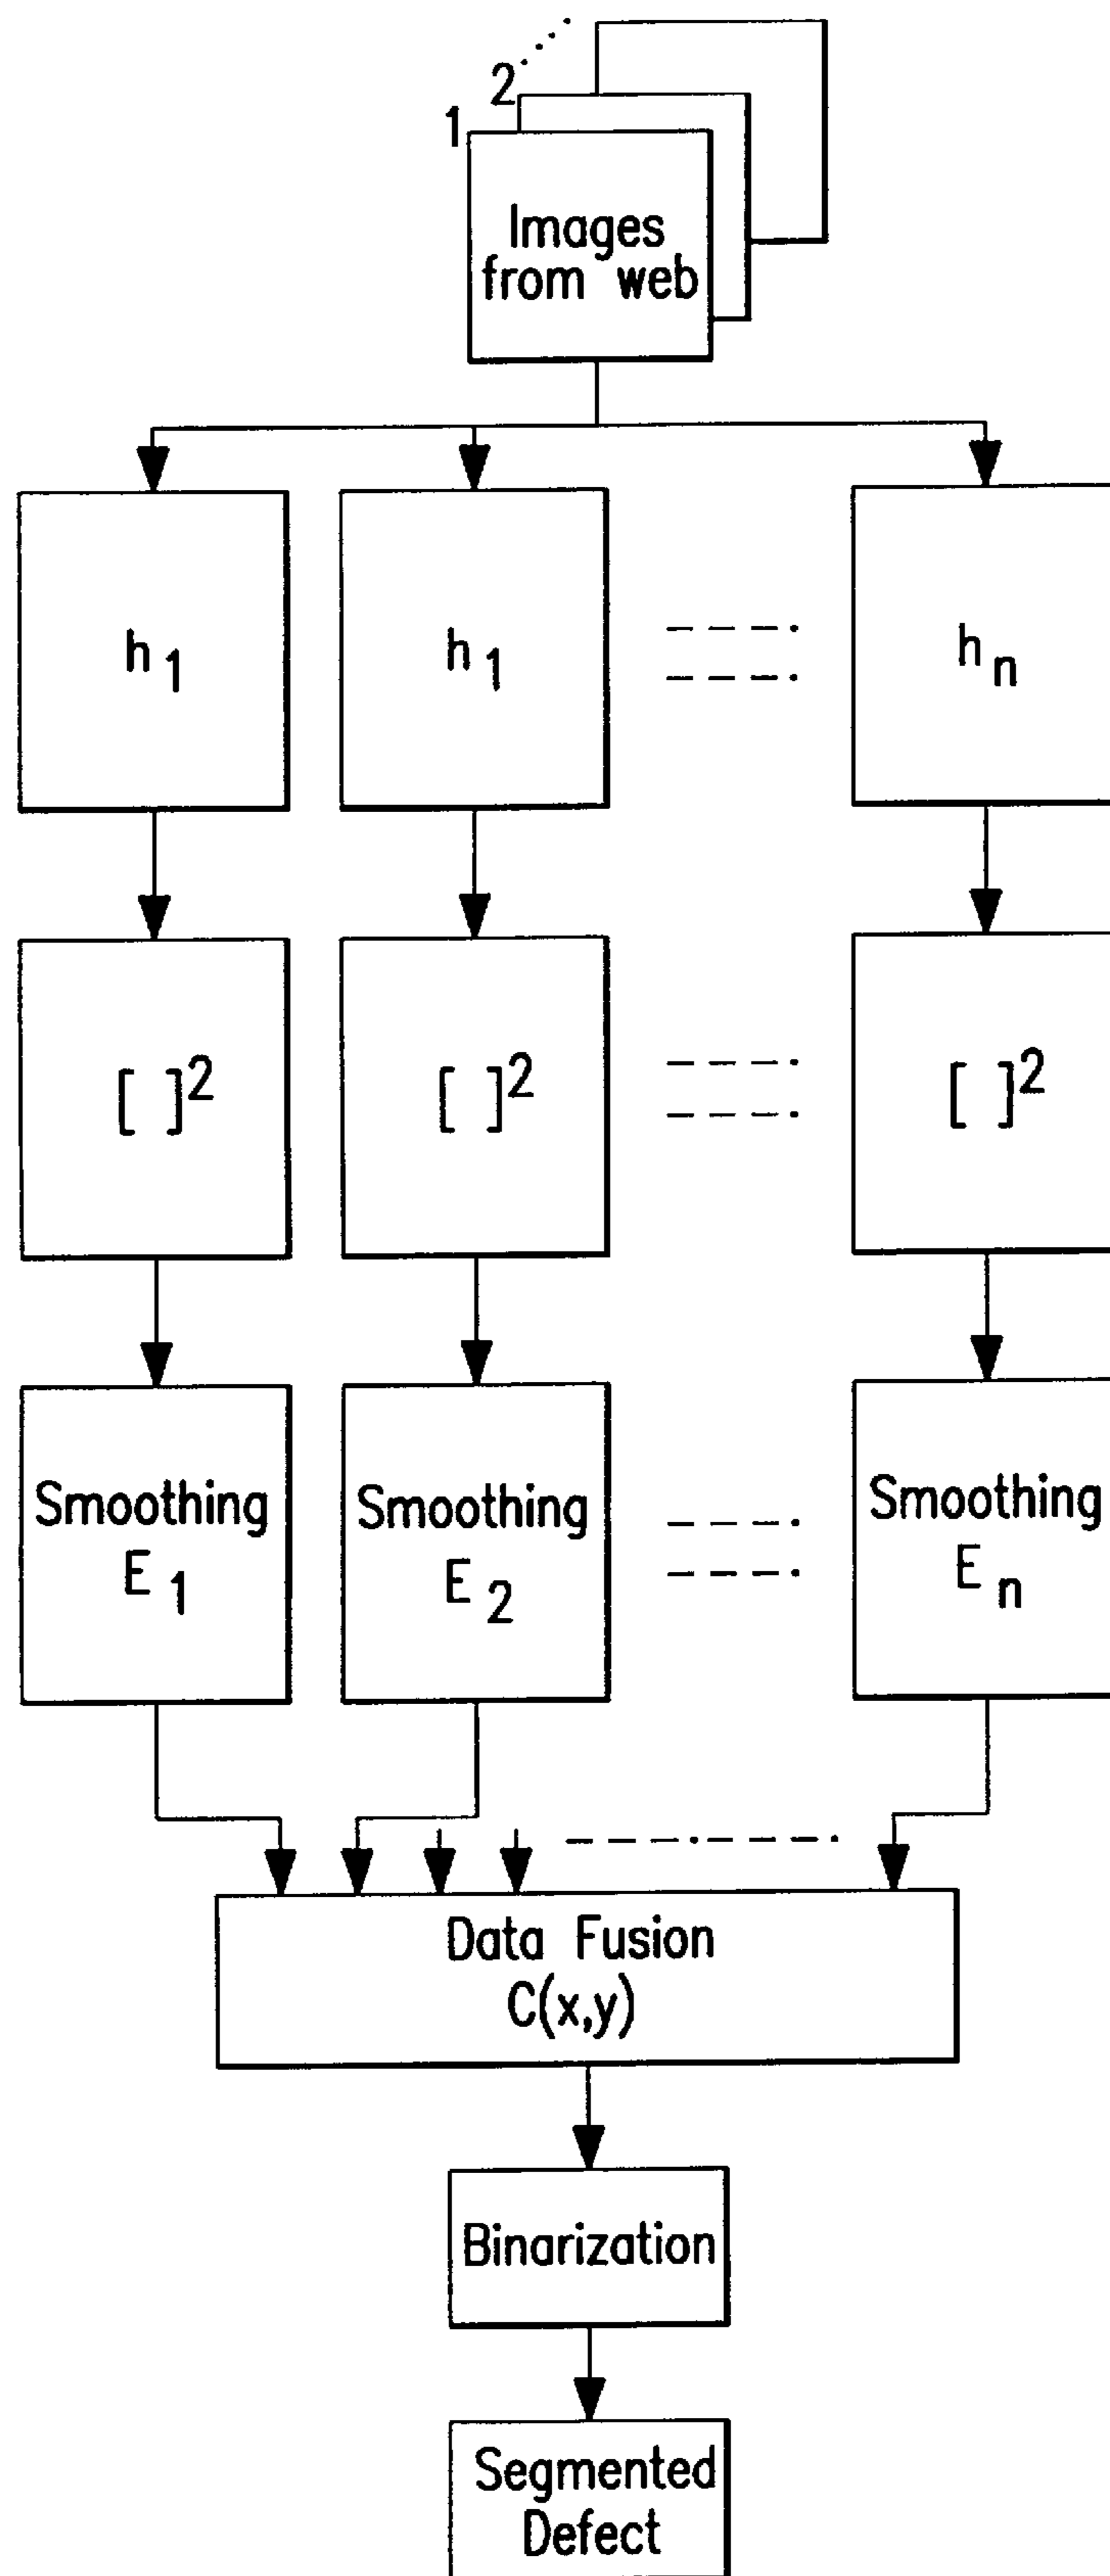 2
1
Images
from web
h1 h1 hn
[ ]2 [ ]2 [ ]2
Smoothing Smoothing Smoothing
E1 E2 En
Data Fusion
C(x,y)
Binarization
Segmented
Defect